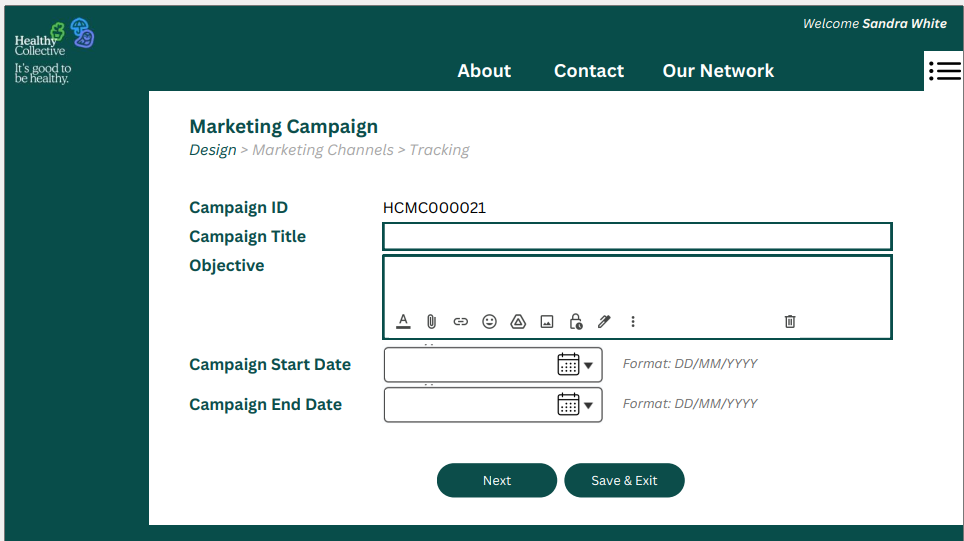 Welcome Sandra White
Healthy
Collective
It's good to
be healthy.
About Contact Our Network
Marketing Campaign
Design > Marketing Channels > Tracking
Campaign ID HCMC000021
Campaign Title
Objective
A
Campaign Start Date Format: DD/MM/YYYY
Campaign End Date Format: DD/MM/YYYY
Next Save & Exit